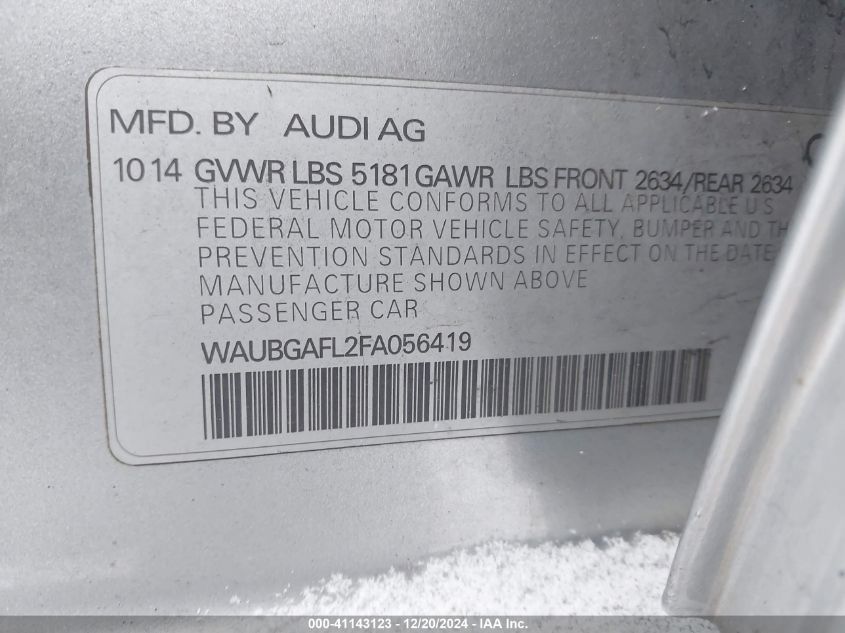 MFD. BY AUDI AG
10 14 GVWR LBS 5181 GAWR LBS FRONT 2634/REAR 2634
THIS VEHICLE CONFORMS TO ALL APPLICABLE U S
FEDERAL MOTOR VEHICLE SAFETY, BUMPER AND TH
PREVENTION STANDARDS IN EFFECT ON THE DATE
MANUFACTURE SHOWN ABOVE
PASSENGER CAR
WAUBGAFL2FA056419
000-41143123 - 12/20/2024 - IAA Inc.